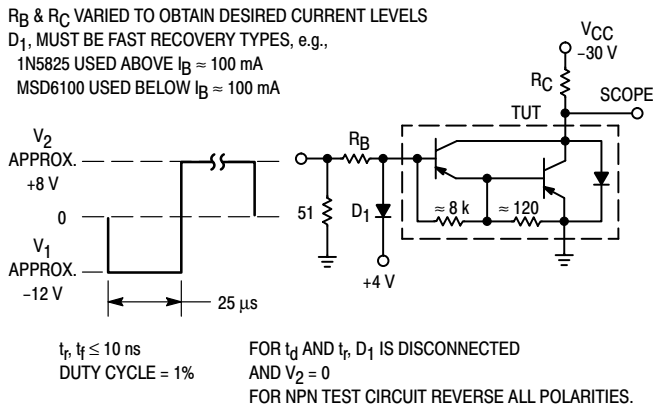 RB & RC VARIED TO OBTAIN DESIRED CURRENT LEVELS
D1, MUST BE FAST RECOVERY TYPES, e.g.,
1N5825 USED ABOVE IB ≈ 100 mA
MSD6100 USED BELOW IB ≈ 100 mA
VCC
−30 V
RC
SCOPE
TUT
V2
APPROX.
+8 V
0
V1
APPROX.
−12 V
25 μs
RB
51
D1
+4 V
≈ 8 k
≈ 120
tr, tf ≤ 10 ns
DUTY CYCLE = 1%
FOR td AND tr, D1 IS DISCONNECTED
AND V2 = 0
FOR NPN TEST CIRCUIT REVERSE ALL POLARITIES.